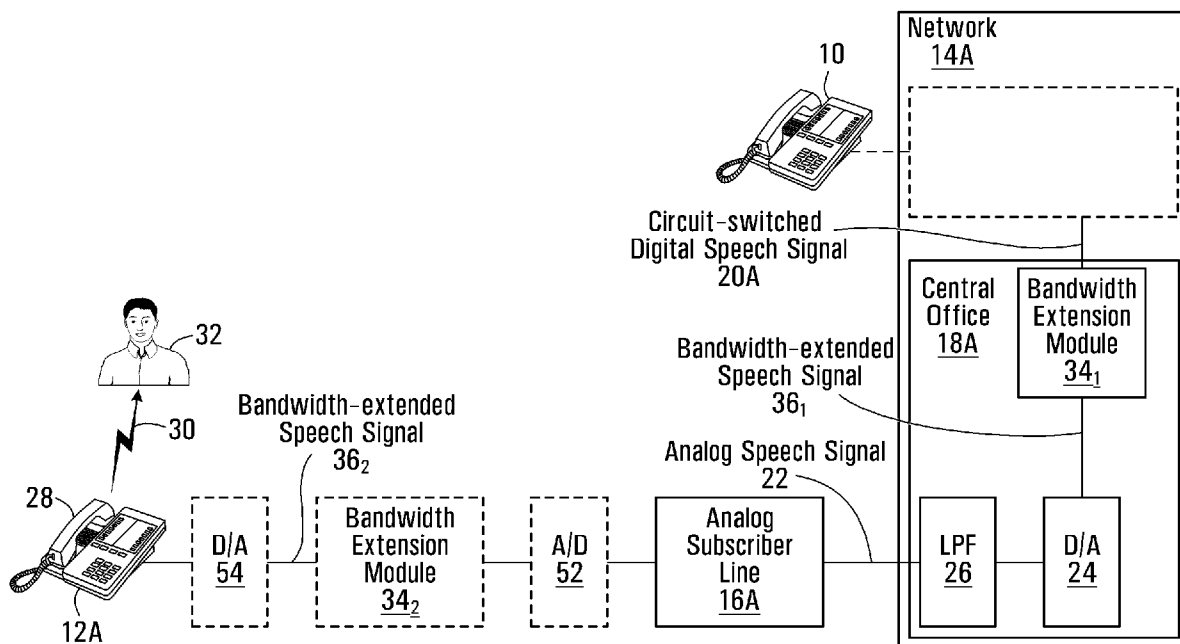 Network
14A
10
Circuit-switched
Digital Speech Signal
20A
Central
Office
18A
Bandwidth
Extension
Module
34₁
Bandwidth-extended
Speech Signal
36₁
32
30
Bandwidth-extended
Speech Signal
36₂
Analog Speech Signal
22
28
12A
D/A
54
Bandwidth
Extension
Module
34₂
A/D
52
Analog
Subscriber
Line
16A
LPF
26
D/A
24